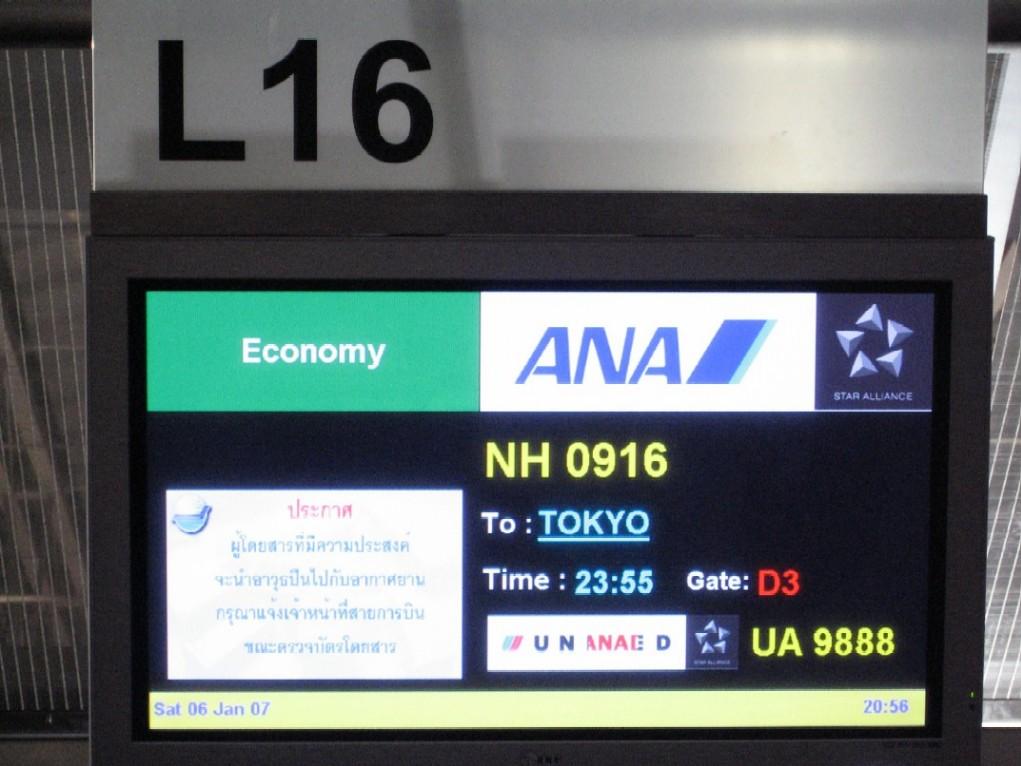 L16
Economy
ANA
STAR ALLIANCE
NH 0916
ประกาศ
ผู้โดยสารที่มีความประสงค์
จะนำอาวุธปืนไปกับอากาศยาน
กรุณาแจ้งเจ้าหน้าที่สายการบิน
ขณะตรวจบัตรโดยสาร
To : TOKYO
Time : 23:55 Gate: D3
U N ANAE D
STAR ALLIANCE
UA 9888
Sat 06 Jan 07
20:56